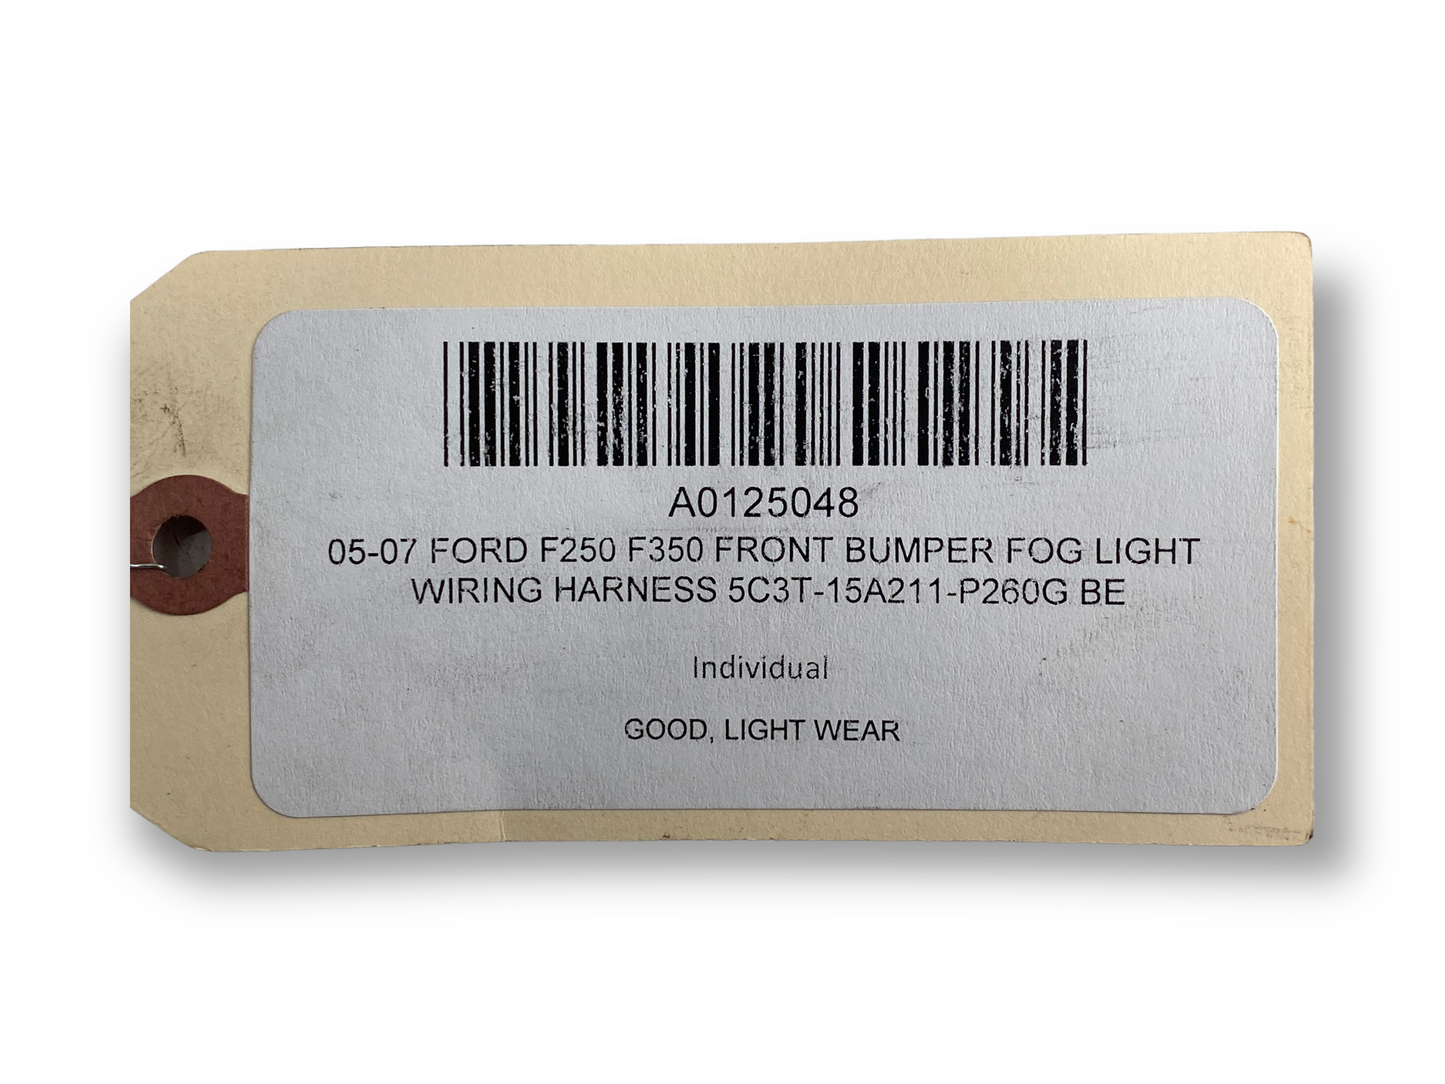 A0125048
05-07 FORD F250 F350 FRONT BUMPER FOG LIGHT
WIRING HARNESS 5C3T-15A211-P260G BE
Individual
GOOD, LIGHT WEAR